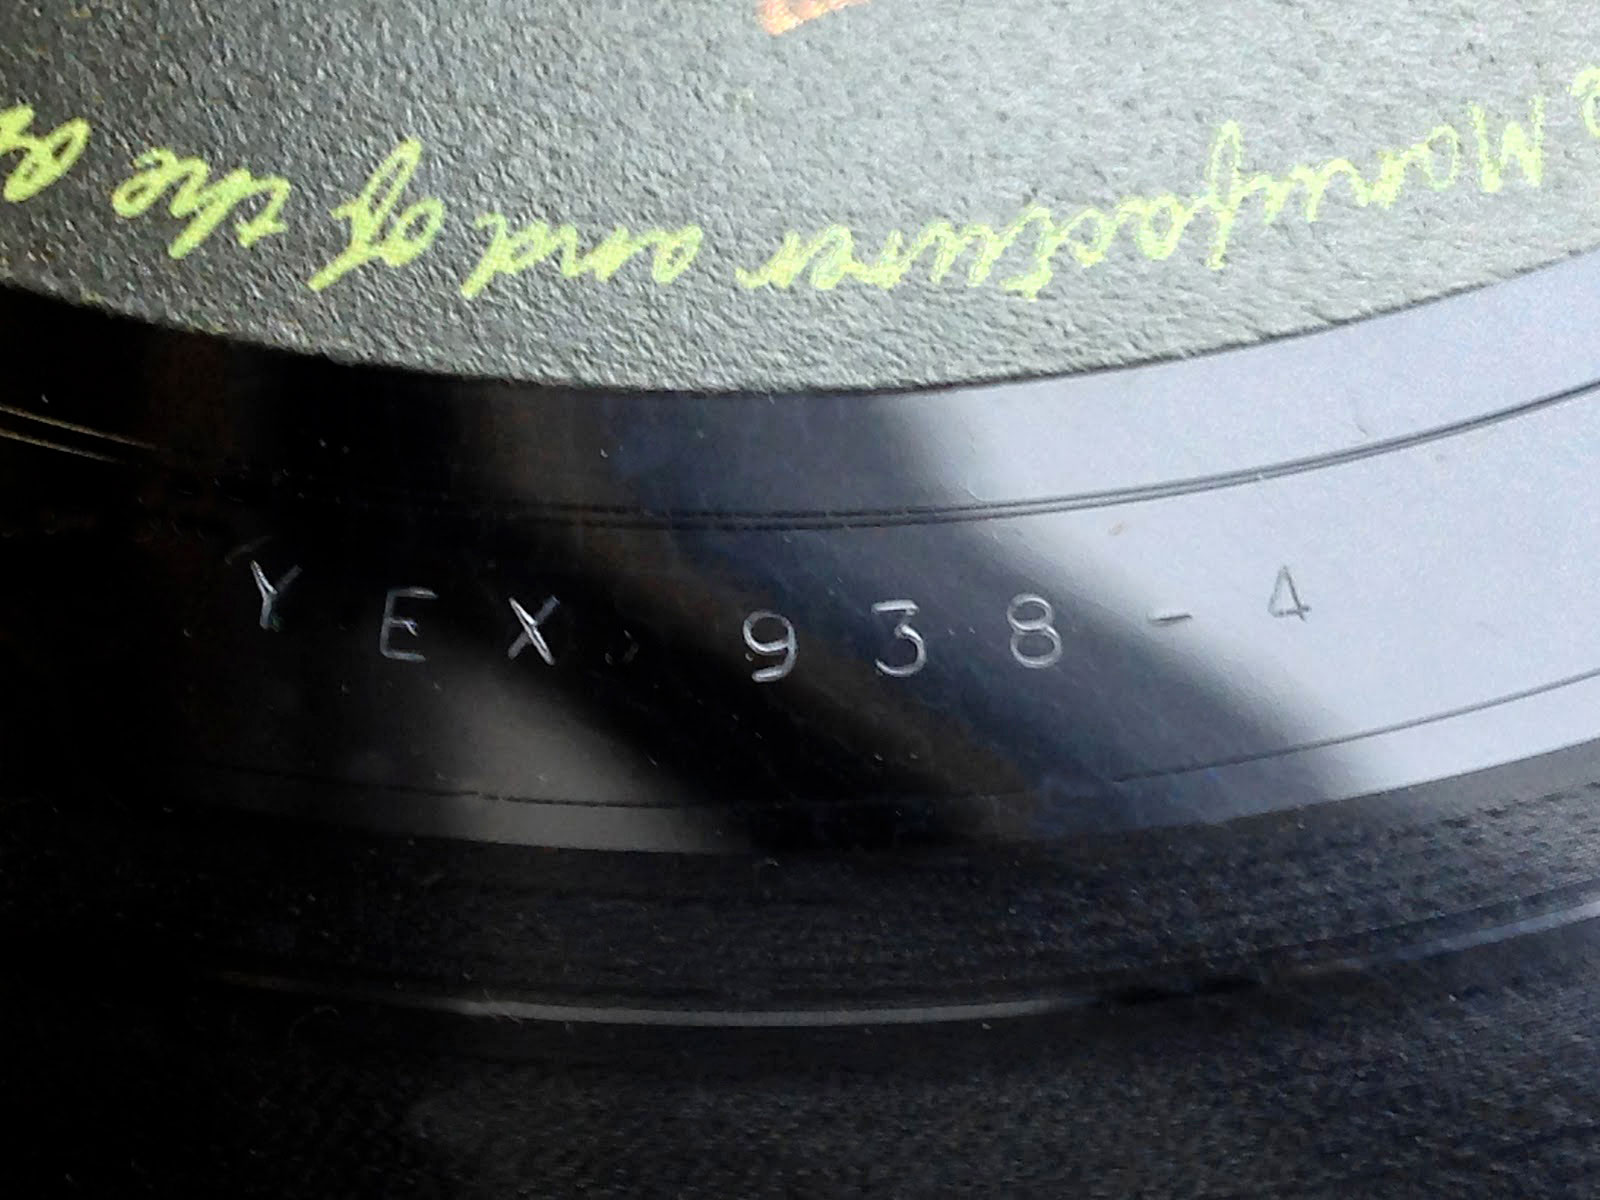 Manufacturer and of the
YEX 938-4